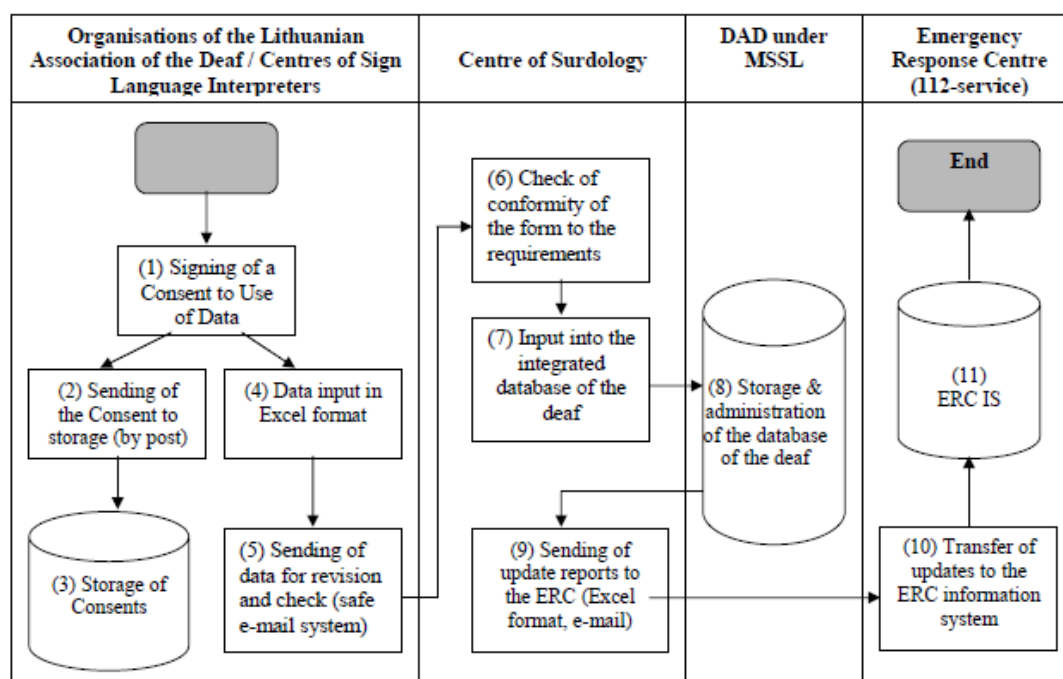 Organisations of the Lithuanian
Association of the Deaf / Centres of Sign
Language Interpreters
Centre of Surdology
DAD under
MSSL
Emergency
Response Centre
(112-service)
(1) Signing of a
Consent to Use
of Data
(2) Sending of
the Consent to
storage (by post)
(3) Storage of
Consents
(4) Data input in
Excel format
(5) Sending of
data for revision
and check (safe
e-mail system)
(6) Check of
conformity of
the form to the
requirements
(7) Input into the
integrated
database of the
deaf
(8) Storage &
administration
of the database
of the deaf
(9) Sending of
update reports to
the ERC (Excel
format, e-mail)
(10) Transfer of
updates to the
ERC information
system
(11)
ERC IS
End